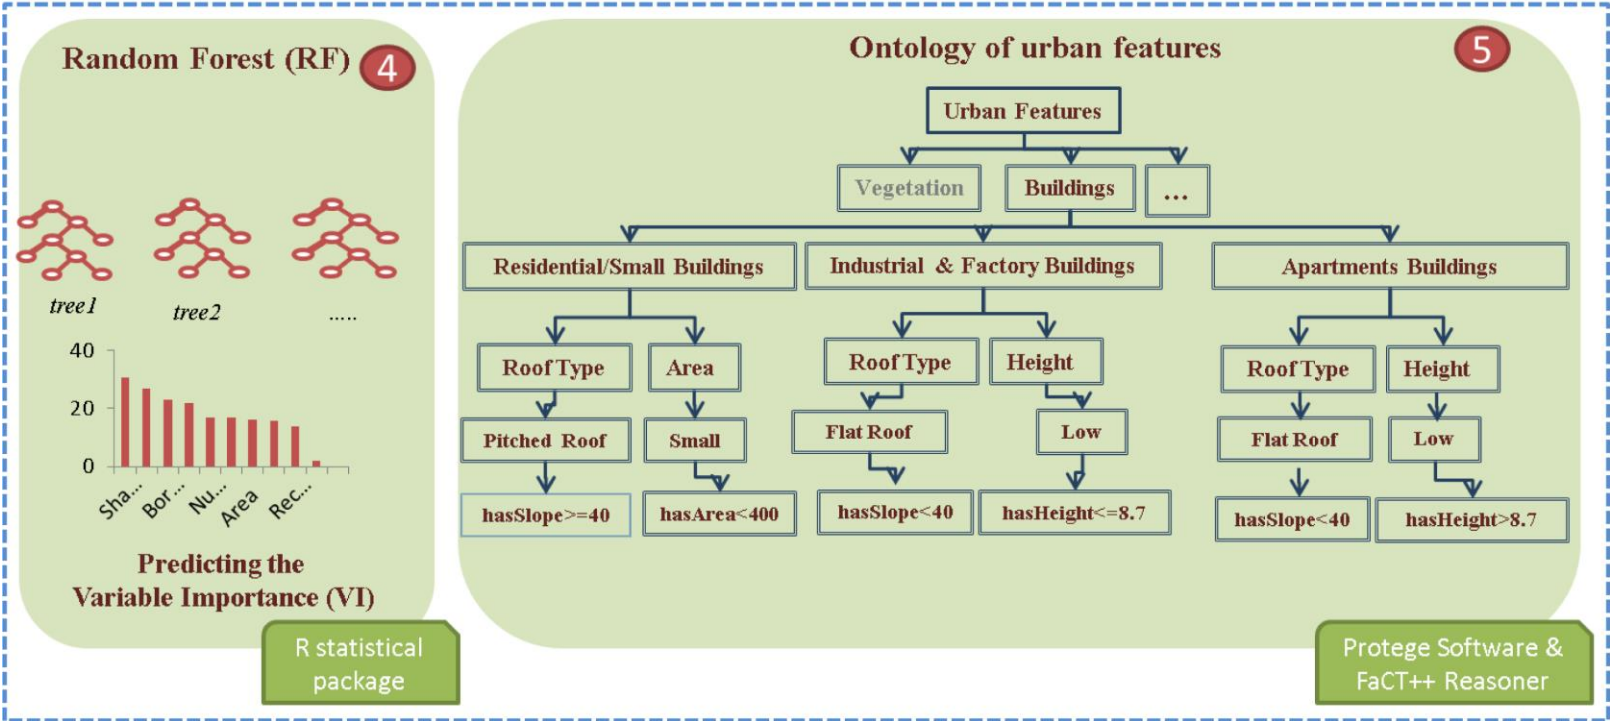 Random Forest (RF)
4
tree1
tree2
.....
40
20
0
Sha...
Bor...
Nu...
Area
Rec...
Predicting the
Variable Importance (VI)
R statistical
package
Ontology of urban features
5
Urban Features
Vegetation
Buildings
...
Residential/Small Buildings
Industrial & Factory Buildings
Apartments Buildings
Roof Type
Area
Roof Type
Height
Roof Type
Height
Pitched Roof
Small
Flat Roof
Low
Flat Roof
Low
hasSlope>=40
hasArea<400
hasSlope<40
hasHeight<=8.7
hasSlope<40
hasHeight>8.7
Protege Software &
FaCT++ Reasoner